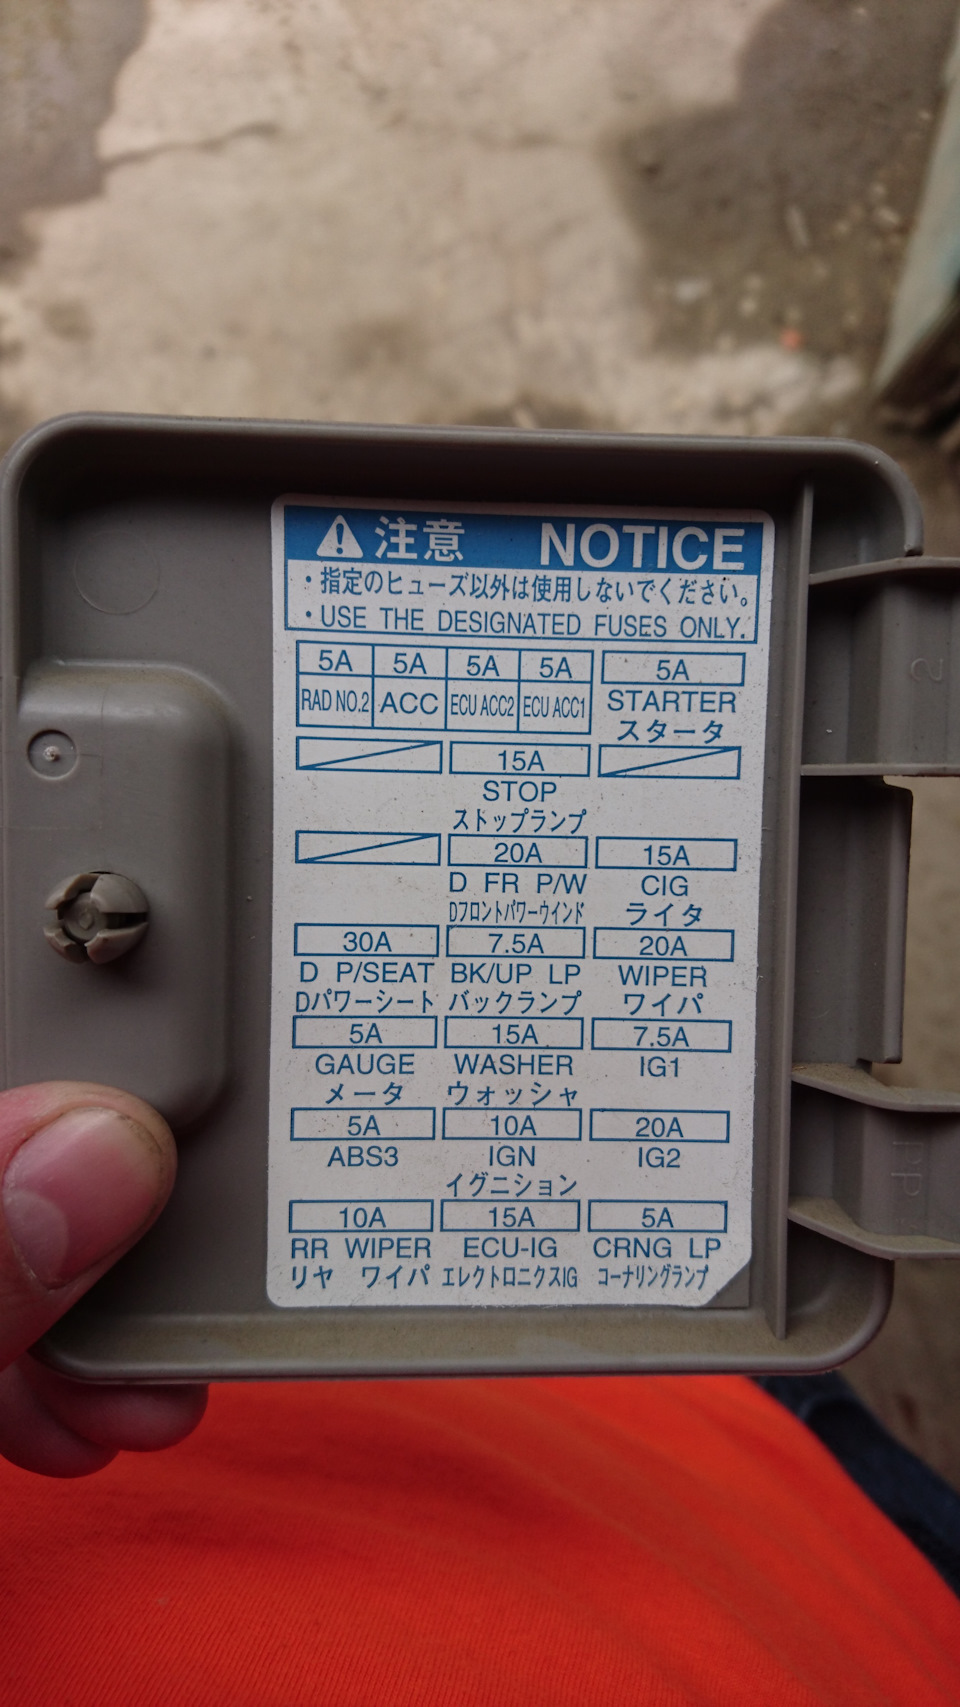 注意 NOTICE
・指定のヒューズ以外は使用しないでください。
・USE THE DESIGNATED FUSES ONLY.
5A 5A 5A 5A 5A
RAD NO.2 ACC ECU ACC2 ECU ACC1 STARTER
スタータ
15A
STOP
ストップランプ
20A 15A
D FR P/W CIG
Dフロントパワーウインド ライタ
30A 7.5A 20A
D P/SEAT BK/UP LP WIPER
Dパワーシート バックランプ ワイパ
5A 15A 7.5A
GAUGE WASHER IG1
メータ ウォッシャ
5A 10A 20A
ABS3 IGN IG2
イグニション
10A 15A 5A
RR WIPER ECU-IG CRNG LP
リヤ ワイパ エレクトロニクスIG コーナリングランプ